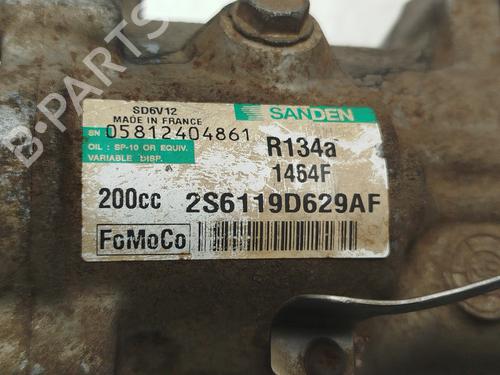 SD6V12
MADE IN FRANCE
SANDEN
SN 05812404861
OIL : SP-10 OR EQUIV.
VARIABLE DISP.
R134a
1464F
200cc 2S6119D629AF
FoMoCo
B-PARTS